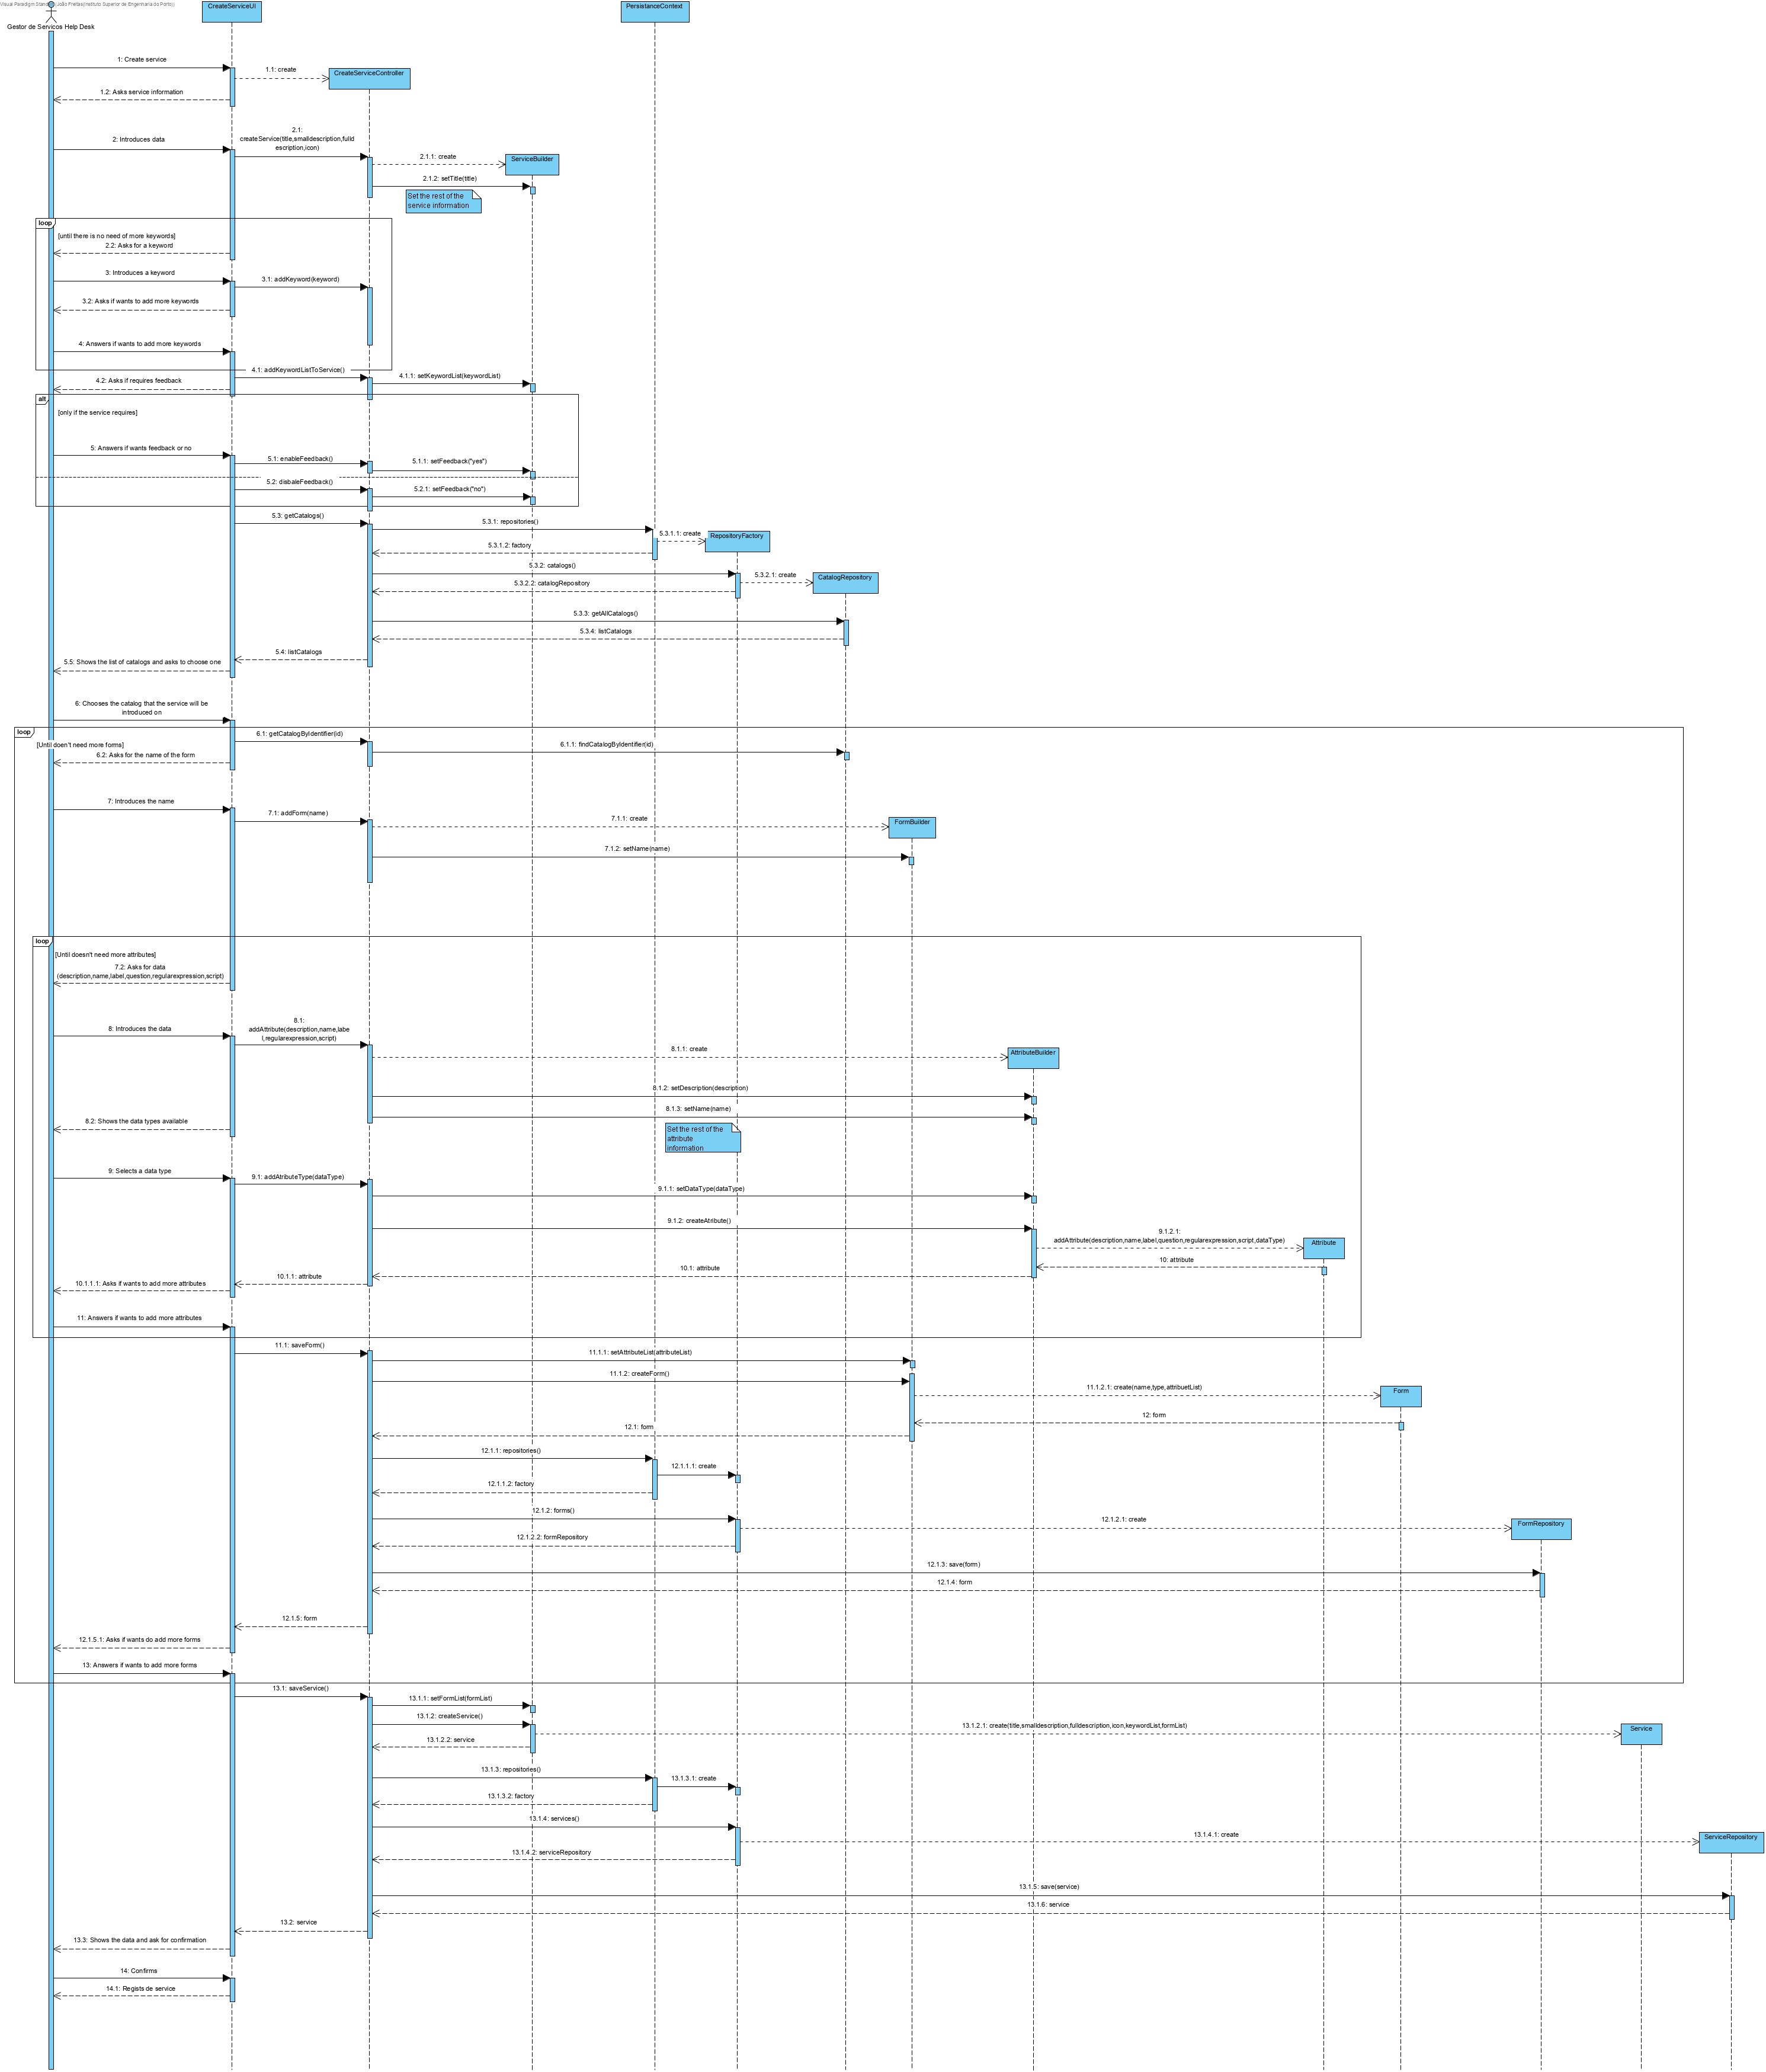 Visual Paradigm Standard(João Freitas(Instituto Superior de Engenharia do Porto))
CreateServiceUI
PersistanceContext
Gestor de Servicos Help Desk
1: Create service
1.1: create
CreateServiceController
1.2: Asks service information
2: Introduces data
2.1:
createService(title,smalldescription,fulld
escription,icon)
2.1.1: create
ServiceBuilder
2.1.2: setTitle(title)
Set the rest of the
service information
loop
[until there is no need of more keywords]
2.2: Asks for a keyword
3: Introduces a keyword
3.1: addKeyword(keyword)
3.2: Asks if wants to add more keywords
4: Answers if wants to add more keywords
4.1: addKeywordListToService()
4.1.1: setKeywordList(keywordList)
4.2: Asks if requires feedback
alt
[only if the service requires]
5: Answers if wants feedback or no
5.1: enableFeedback()
5.1.1: setFeedback("yes")
5.2: disbaleFeedback()
5.2.1: setFeedback("no")
5.3: getCatalogs()
5.3.1: repositories()
5.3.1.1: create
RepositoryFactory
5.3.1.2: factory
5.3.2: catalogs()
5.3.2.1: create
CatalogRepository
5.3.2.2: catalogRepository
5.3.3: getAllCatalogs()
5.3.4: listCatalogs
5.4: listCatalogs
5.5: Shows the list of catalogs and asks to choose one
6: Chooses the catalog that the service will be
introduced on
loop
[Until doen't need more forms]
6.1: getCatalogByIdentifier(id)
6.1.1: findCatalogByIdentifier(id)
6.2: Asks for the name of the form
7: Introduces the name
7.1: addForm(name)
7.1.1: create
FormBuilder
7.1.2: setName(name)
loop
[Until doesn't need more attributes]
7.2: Asks for data
(description,name,label,question,regularexpression,script)
8: Introduces the data
8.1:
addAttribute(description,name,labe
l,regularexpression,script)
8.1.1: create
AttributeBuilder
8.1.2: setDescription(description)
8.1.3: setName(name)
8.2: Shows the data types available
Set the rest of the
attribute
information
9: Selects a data type
9.1: addAtributeType(dataType)
9.1.1: setDataType(dataType)
9.1.2: createAtribute()
9.1.2.1:
addAttribute(description,name,label,question,regularexpression,script,dataType)
Attribute
10: attribute
10.1: attribute
10.1.1: attribute
10.1.1.1: Asks if wants to add more attributes
11: Answers if wants to add more attributes
11.1: saveForm()
11.1.1: setAttributeList(attributeList)
11.1.2: createForm()
11.1.2.1: create(name,type,attribuetList)
Form
12: form
12.1: form
12.1.1: repositories()
12.1.1.1: create
12.1.1.2: factory
12.1.2: forms()
12.1.2.1: create
FormRepository
12.1.2.2: formRepository
12.1.3: save(form)
12.1.4: form
12.1.5: form
12.1.5.1: Asks if wants do add more forms
13: Answers if wants to add more forms
13.1: saveService()
13.1.1: setFormList(formList)
13.1.2: createService()
13.1.2.1: create(title,smalldescription,fulldescription,icon,keywordList,formList)
Service
13.1.2.2: service
13.1.3: repositories()
13.1.3.1: create
13.1.3.2: factory
13.1.4: services()
13.1.4.1: create
ServiceRepository
13.1.4.2: serviceRepository
13.1.5: save(service)
13.1.6: service
13.2: service
13.3: Shows the data and ask for confirmation
14: Confirms
14.1: Regists de service